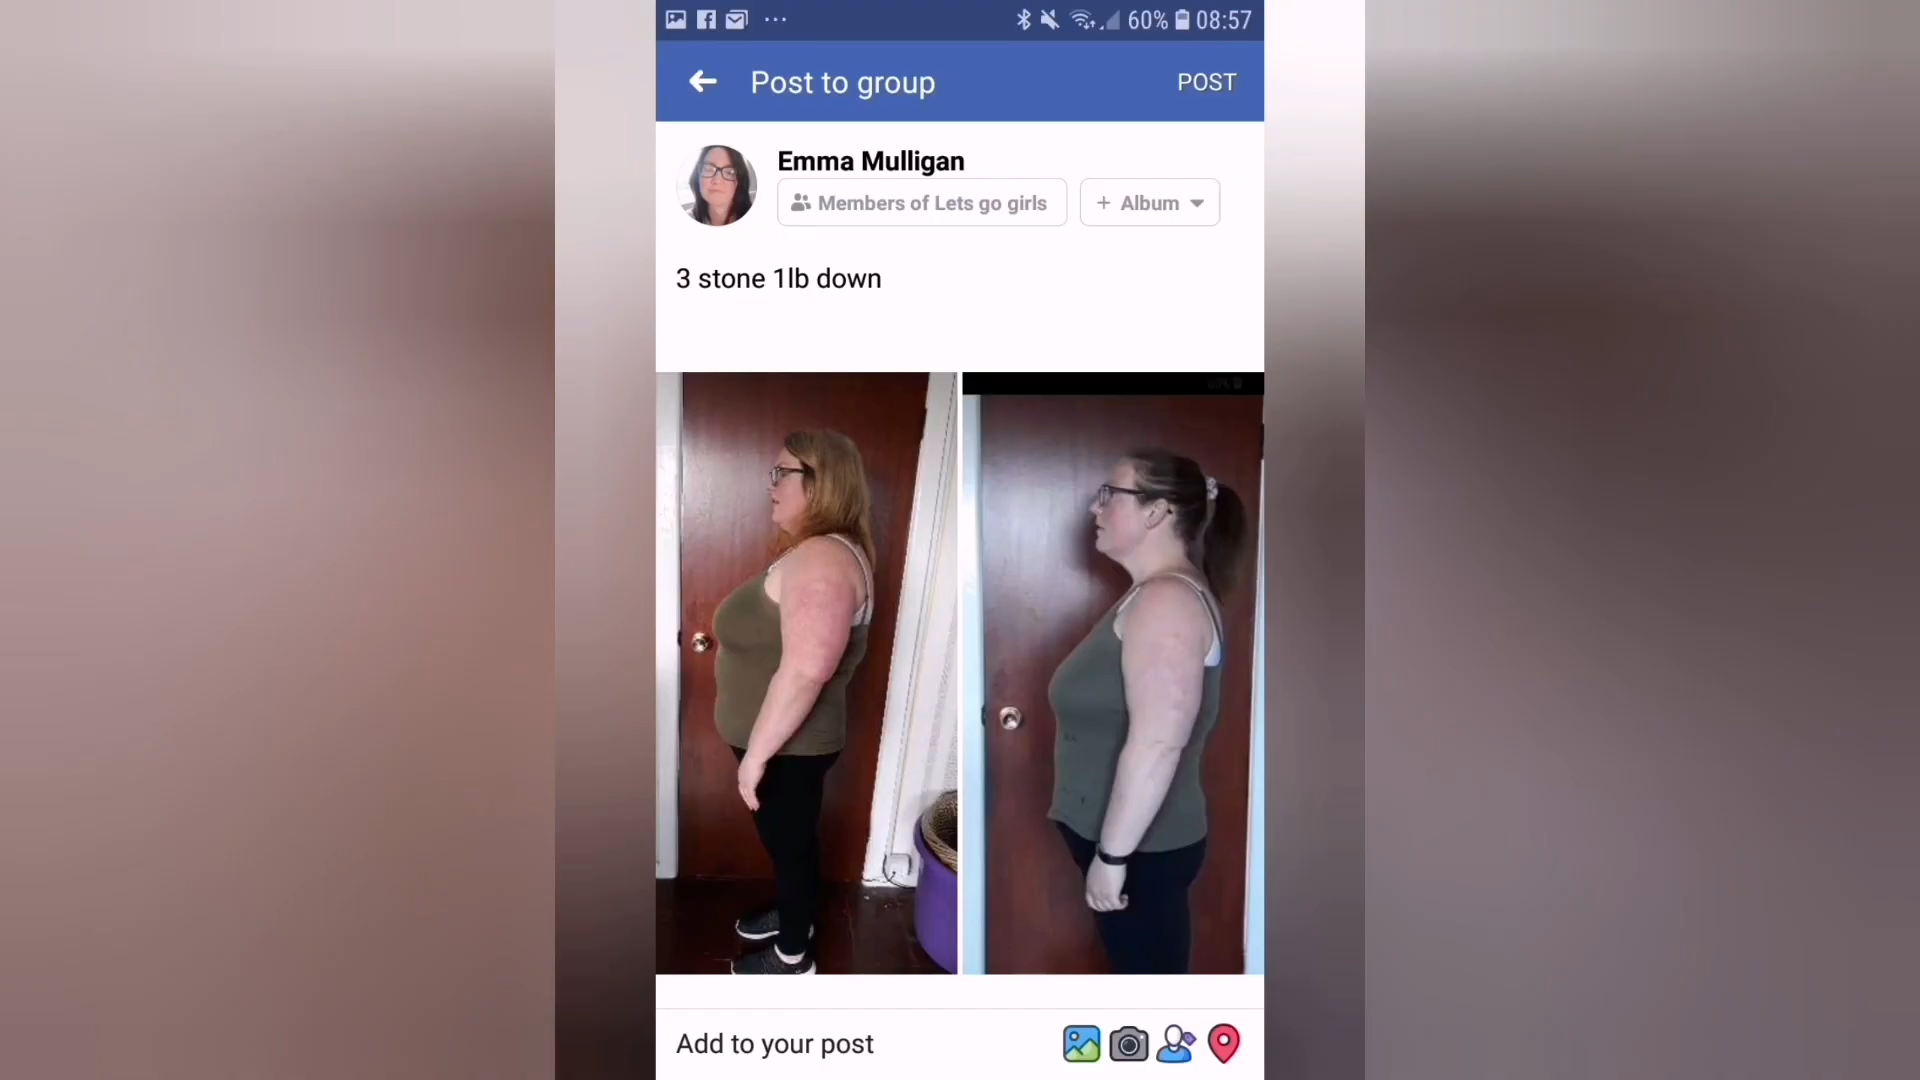 60% 08:57
Post to group POST
Emma Mulligan
Members of Lets go girls + Album
3 stone 1lb down
Add to your post